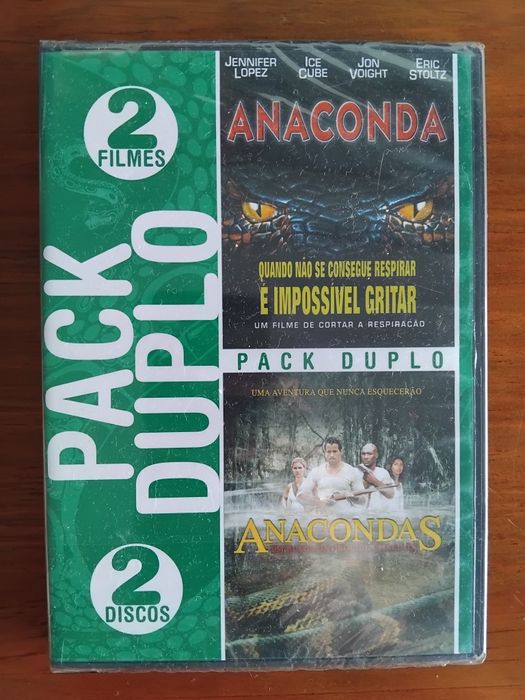 2
FILMES
PACK
DUPLO
2
DISCOS
JENNIFER LOPEZ
ICE CUBE
JON VOIGHT
ERIC STOLTZ
ANACONDA
QUANDO NÃO SE CONSEGUE RESPIRAR
É IMPOSSÍVEL GRITAR
UM FILME DE CORTAR A RESPIRAÇÃO
PACK DUPLO
UMA AVENTURA QUE NUNCA ESQUECERÃO
ANACONDAS